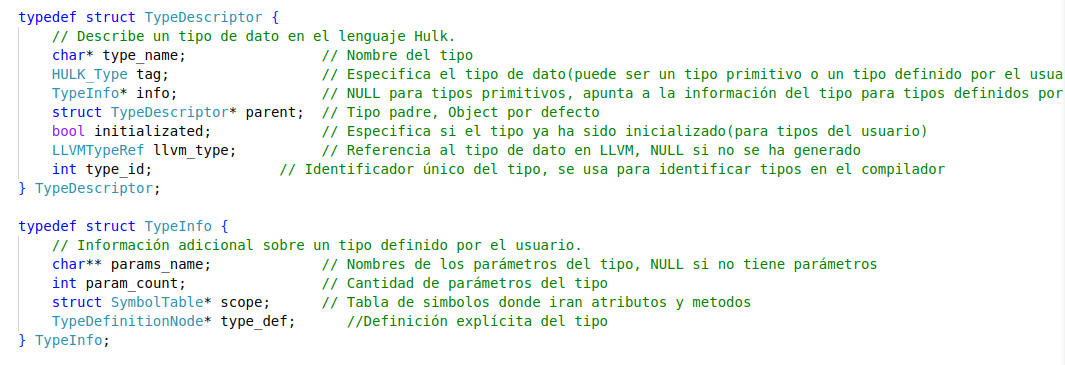 typedef struct TypeDescriptor {
// Describe un tipo de dato en el lenguaje Hulk.
char* type_name; // Nombre del tipo
HULK_Type tag; // Especifica el tipo de dato(puede ser un tipo primitivo o un tipo definido por el usua
TypeInfo* info; // NULL para tipos primitivos, apunta a la información del tipo para tipos definidos por
struct TypeDescriptor* parent; // Tipo padre, Object por defecto
bool initializated; // Especifica si el tipo ya ha sido inicializado(para tipos del usuario)
LLVMTypeRef llvm_type; // Referencia al tipo de dato en LLVM, NULL si no se ha generado
int type_id; // Identificador único del tipo, se usa para identificar tipos en el compilador
} TypeDescriptor;
typedef struct TypeInfo {
// Información adicional sobre un tipo definido por el usuario.
char** params_name; // Nombres de los parámetros del tipo, NULL si no tiene parámetros
int param_count; // Cantidad de parámetros del tipo
struct SymbolTable* scope; // Tabla de simbolos donde iran atributos y metodos
TypeDefinitionNode* type_def; //Definición explícita del tipo
} TypeInfo;